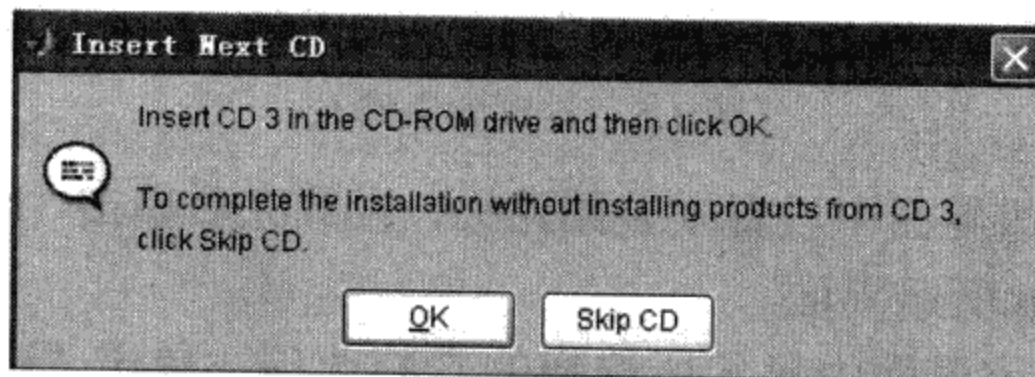 Insert Next CD
Insert CD 3 in the CD-ROM drive and then click OK.
To complete the installation without installing products from CD 3,
click Skip CD.
OK
Skip CD